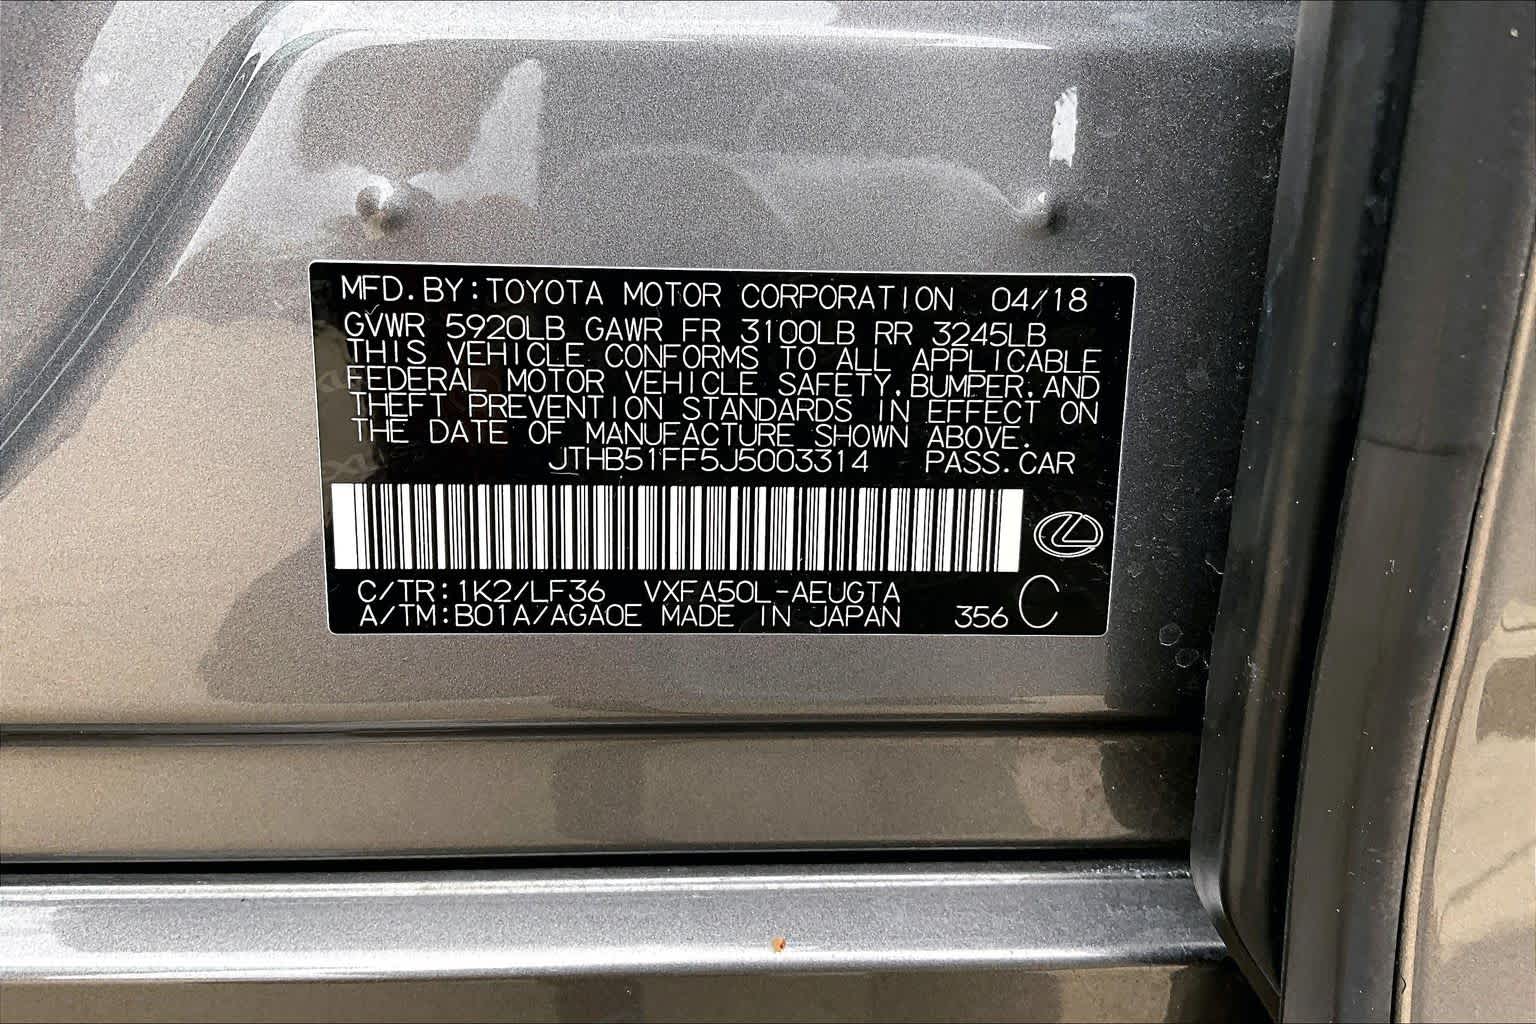 MFD.BY:TOYOTA MOTOR CORPORATION 04/18
GVWR 5920LB GAWR FR 3100LB RR 3245LB
THIS VEHICLE CONFORMS TO ALL APPLICABLE
FEDERAL MOTOR VEHICLE SAFETY,BUMPER,AND
THEFT PREVENTION STANDARDS IN EFFECT ON
THE DATE OF MANUFACTURE SHOWN ABOVE.
JTHB51FF5J5003314 PASS.CAR
C/TR:1K2/LF36 VXFA50L-AEUGTA
A/TM:B01A/AGA0E MADE IN JAPAN 356 C